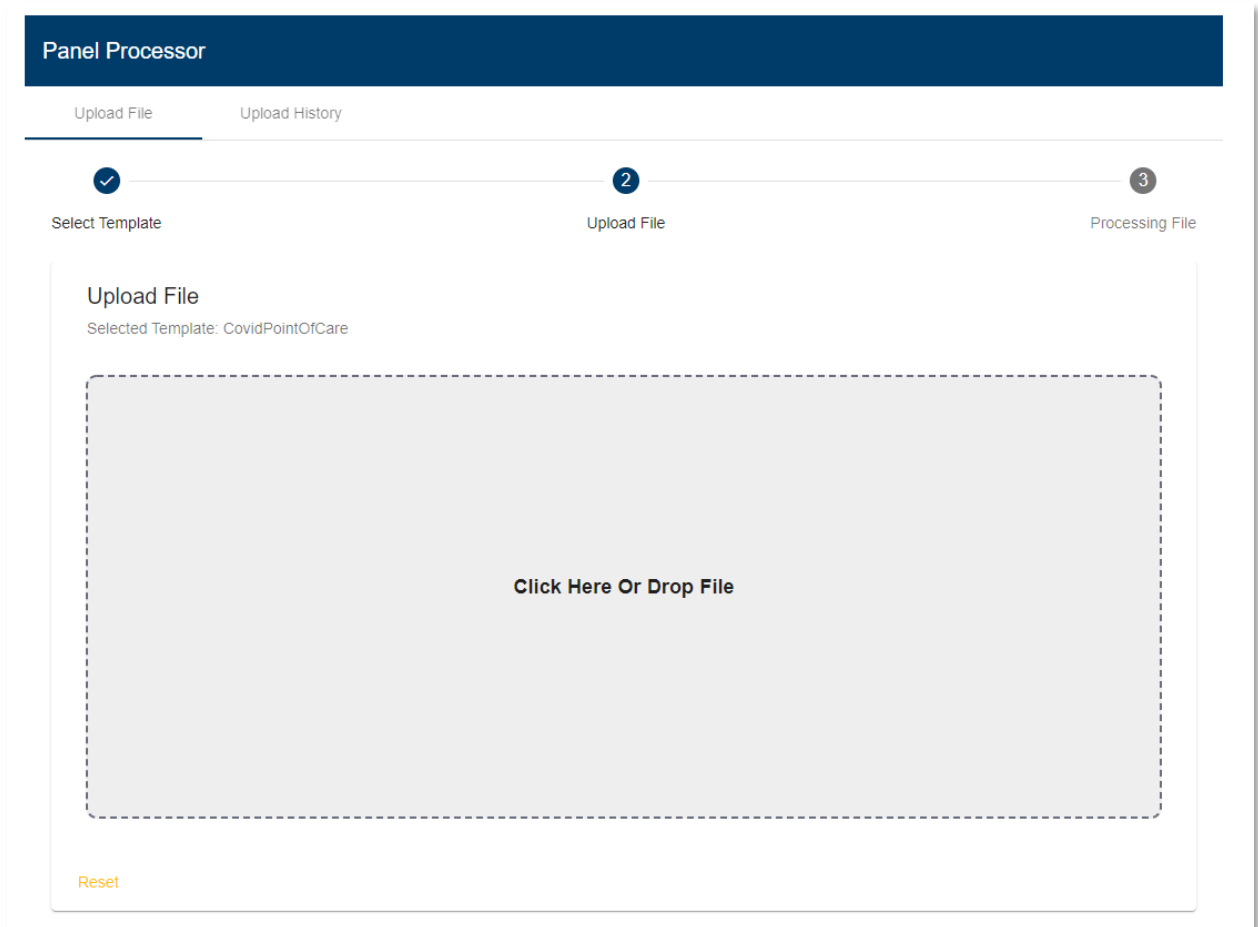 Panel Processor
Upload File Upload History
2 3
Select Template Upload File Processing File
Upload File
Selected Template: CovidPointOfCare
Click Here Or Drop File
Reset